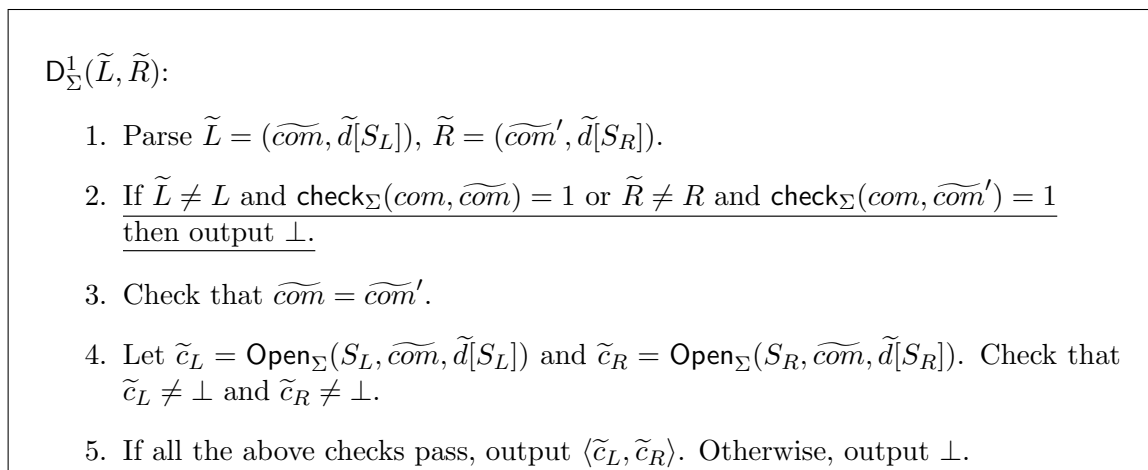 D¹_Σ(L̃, R̃):
1. Parse L̃ = (c͠om, d̃[S_L]), R̃ = (c͠om′, d̃[S_R]).
2. If L̃ ≠ L and check_Σ(com, c͠om) = 1 or R̃ ≠ R and check_Σ(com, c͠om′) = 1
then output ⊥.
3. Check that c͠om = c͠om′.
4. Let c̃_L = Open_Σ(S_L, c͠om, d̃[S_L]) and c̃_R = Open_Σ(S_R, c͠om, d̃[S_R]). Check that
c̃_L ≠ ⊥ and c̃_R ≠ ⊥.
5. If all the above checks pass, output ⟨c̃_L, c̃_R⟩. Otherwise, output ⊥.